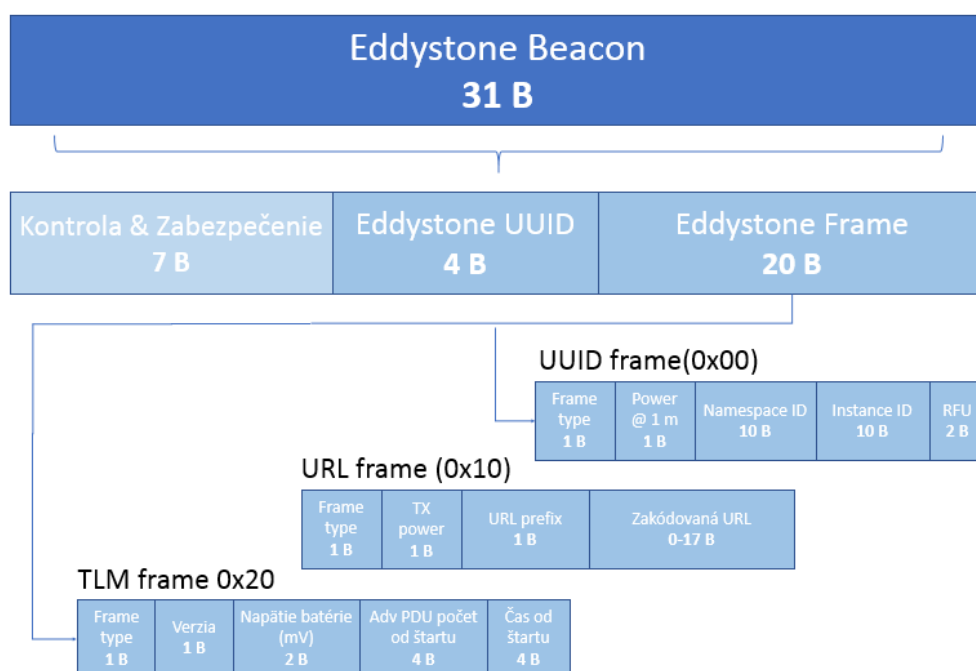 Eddystone Beacon
31 B
Kontrola & Zabezpečenie
7 B
Eddystone UUID
4 B
Eddystone Frame
20 B
UUID frame(0x00)
Frame
type
1 B
Power
@ 1 m
1 B
Namespace ID
10 B
Instance ID
10 B
RFU
2 B
URL frame (0x10)
Frame
type
1 B
TX
power
1 B
URL prefix
1 B
Zakódovaná URL
0-17 B
TLM frame 0x20
Frame
type
1 B
Verzia
1 B
Napätie batérie
(mV)
2 B
Adv PDU počet
od štartu
4 B
Čas od
štartu
4 B